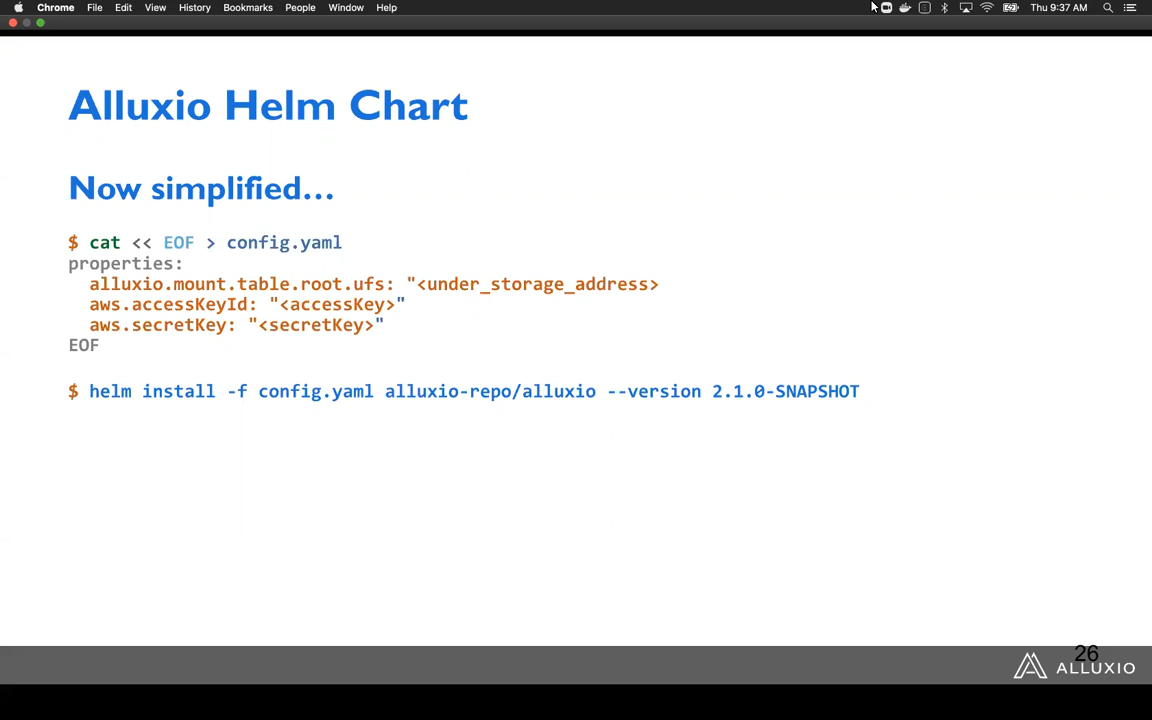 Chrome File Edit View History Bookmarks People Window Help Thu 9:37 AM
Alluxio Helm Chart
Now simplified...
$ cat << EOF > config.yaml
properties:
  alluxio.mount.table.root.ufs: "<under_storage_address>
  aws.accessKeyId: "<accessKey>"
  aws.secretKey: "<secretKey>"
EOF
$ helm install -f config.yaml alluxio-repo/alluxio --version 2.1.0-SNAPSHOT
26
ALLUXIO